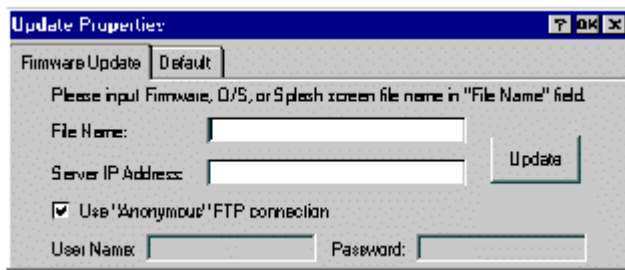 Update Properties ? OK X
Firmware Update Default
Please input Firmware, O/S, or Splash screen file name in "File Name" field.
File Name:
Update
Server IP Address:
Use "Anonymous" FTP connection
User Name: Password: